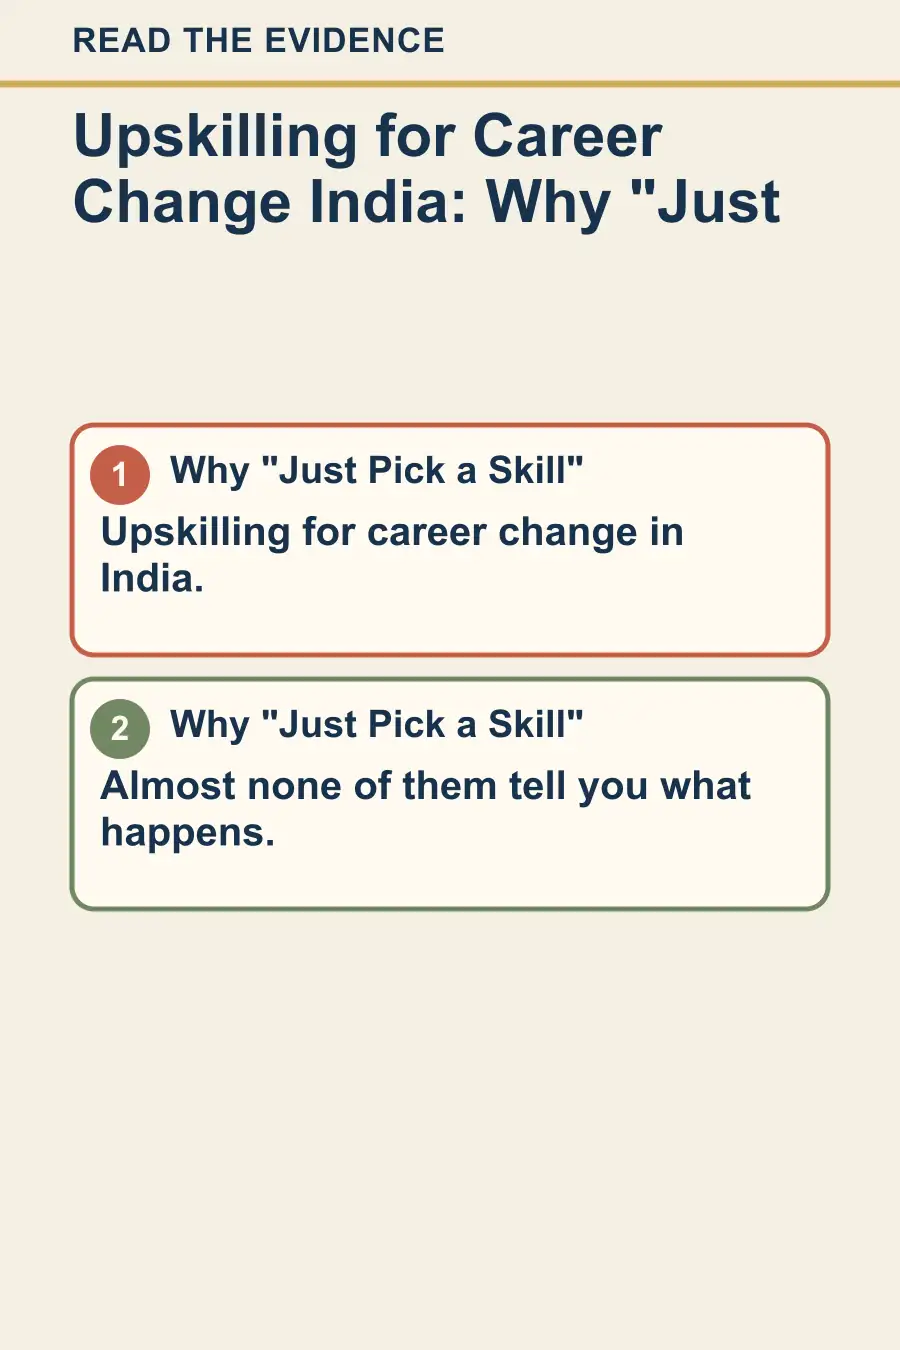 READ THE EVIDENCE
Upskilling for Career
Change India: Why "Just
1 Why "Just Pick a Skill"
Upskilling for career change in
India.
2 Why "Just Pick a Skill"
Almost none of them tell you what
happens.